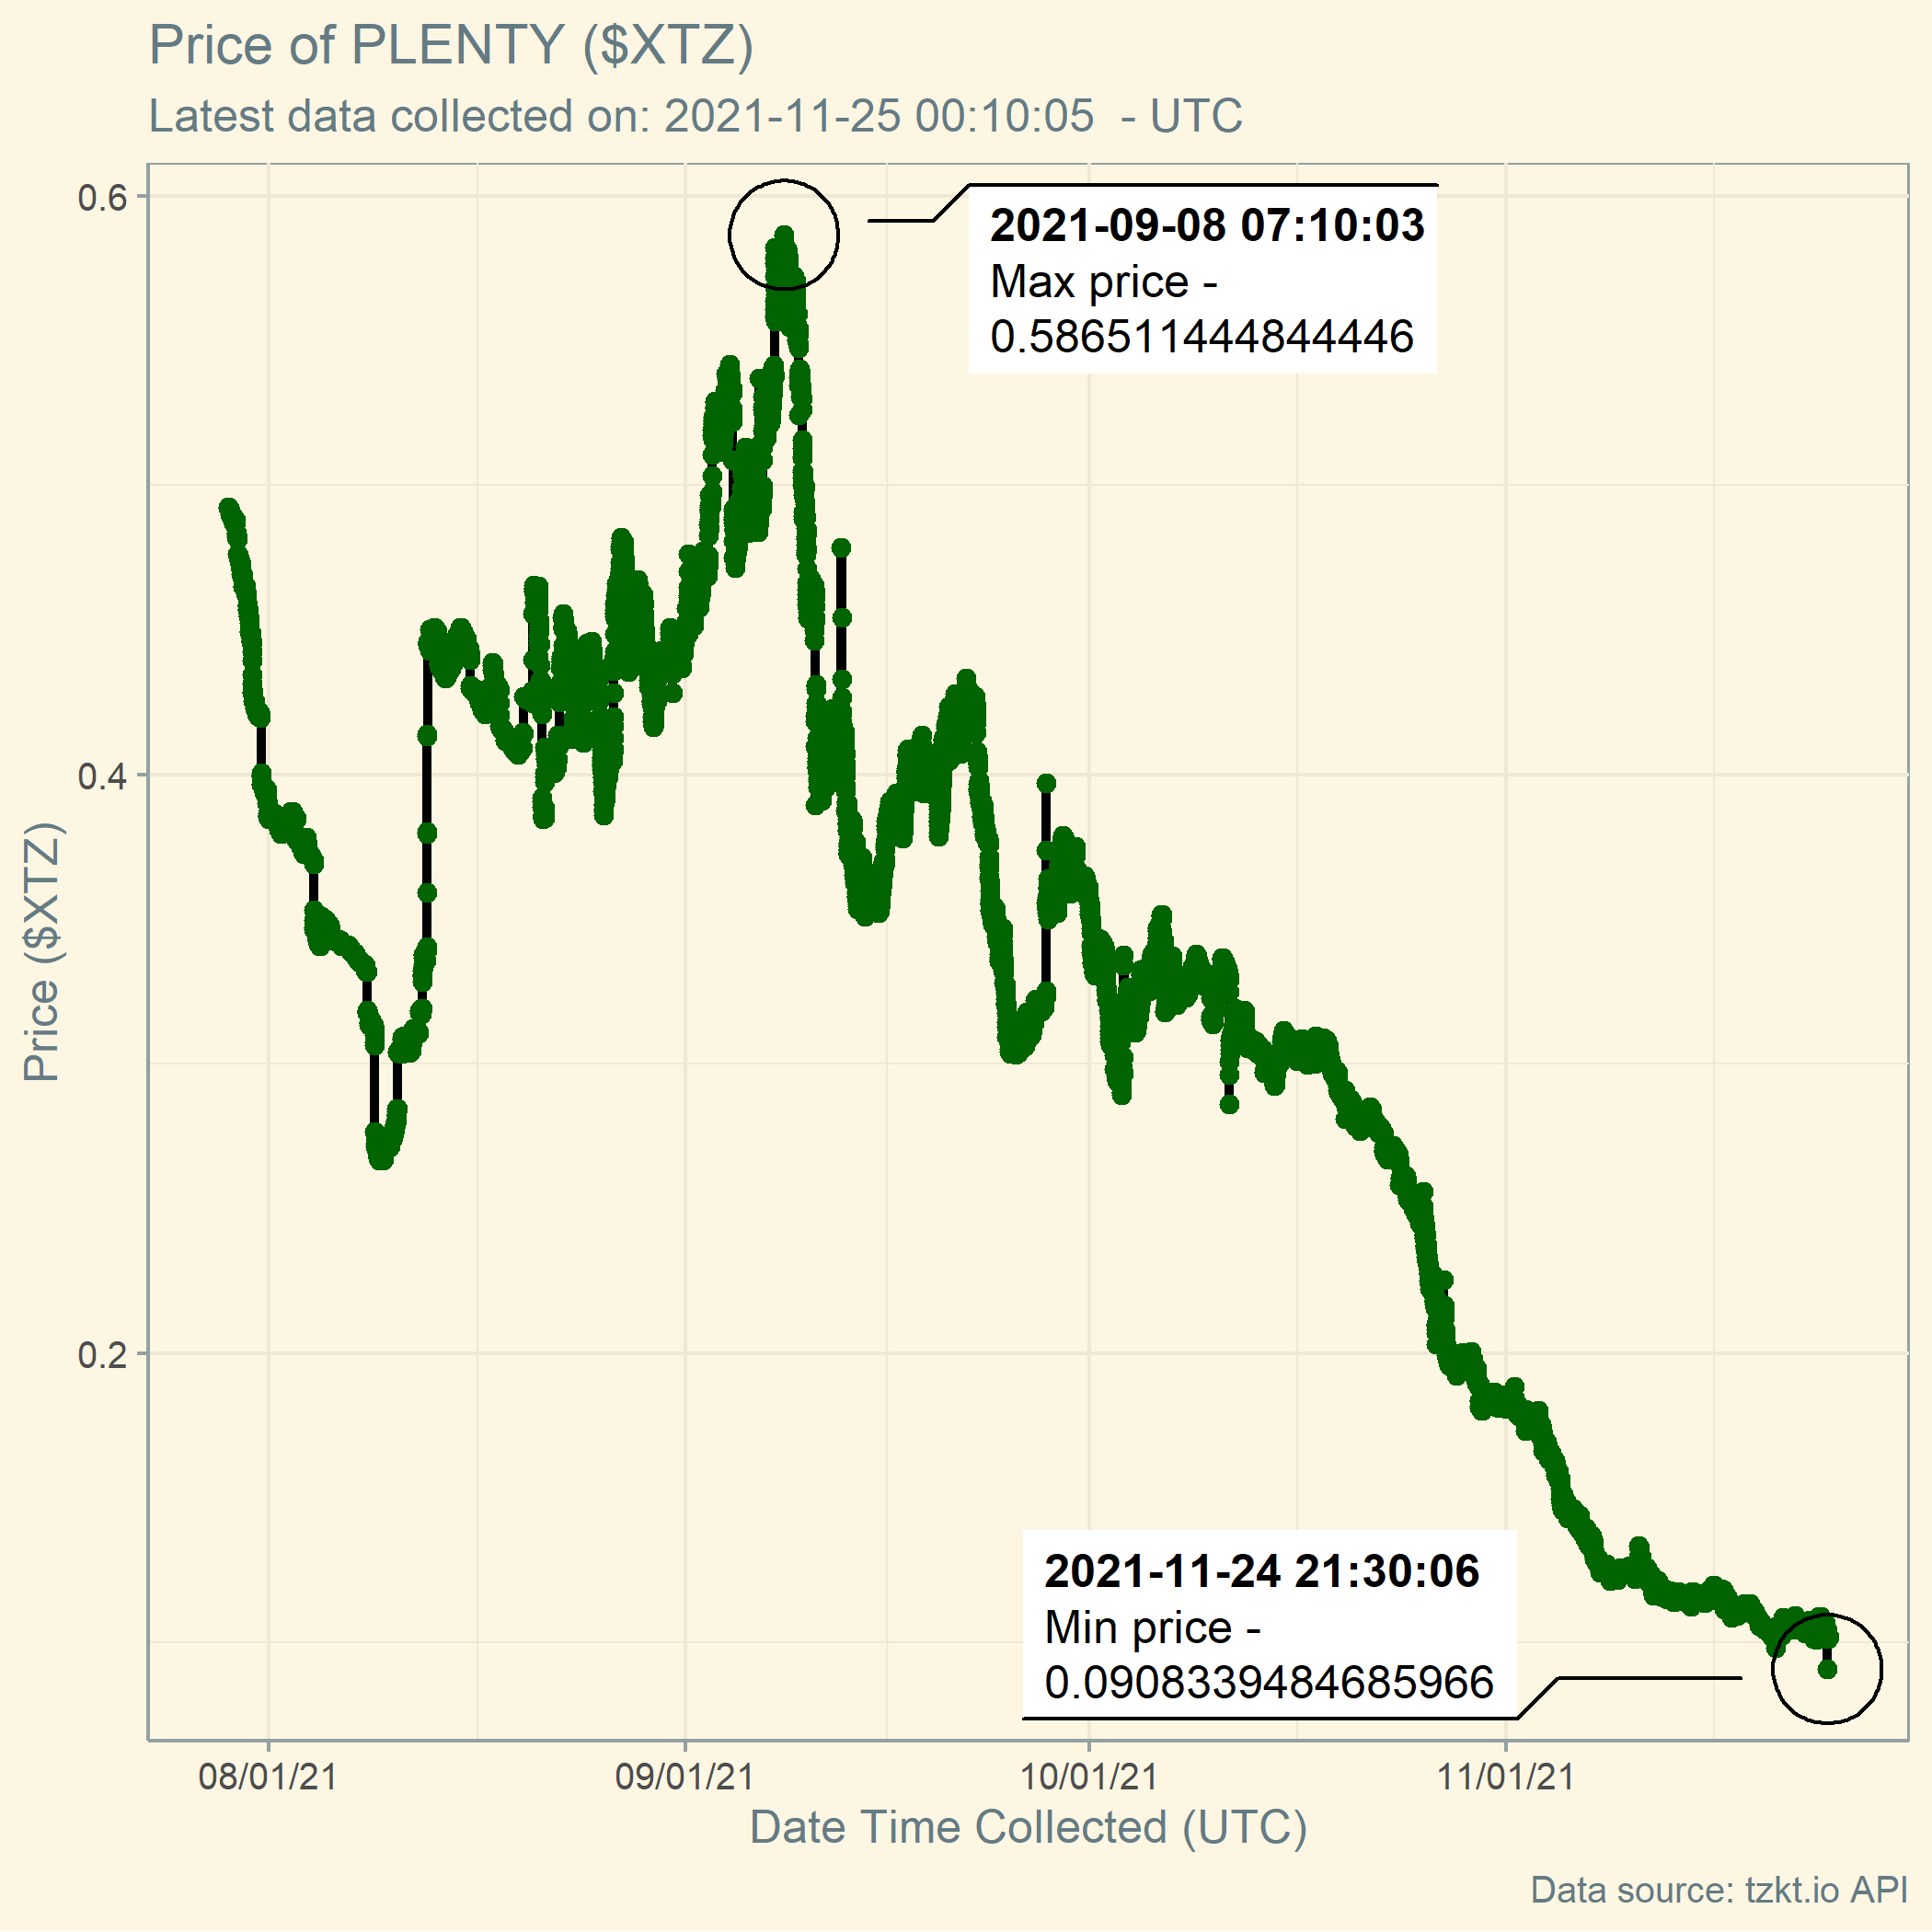 Price of PLENTY ($XTZ)
Latest data collected on: 2021-11-25 00:10:05  - UTC
Price ($XTZ)
0.6
0.4
0.2
2021-09-08 07:10:03
Max price -
0.586511444844446
2021-11-24 21:30:06
Min price -
0.0908339484685966
08/01/21
09/01/21
10/01/21
11/01/21
Date Time Collected (UTC)
Data source: tzkt.io API